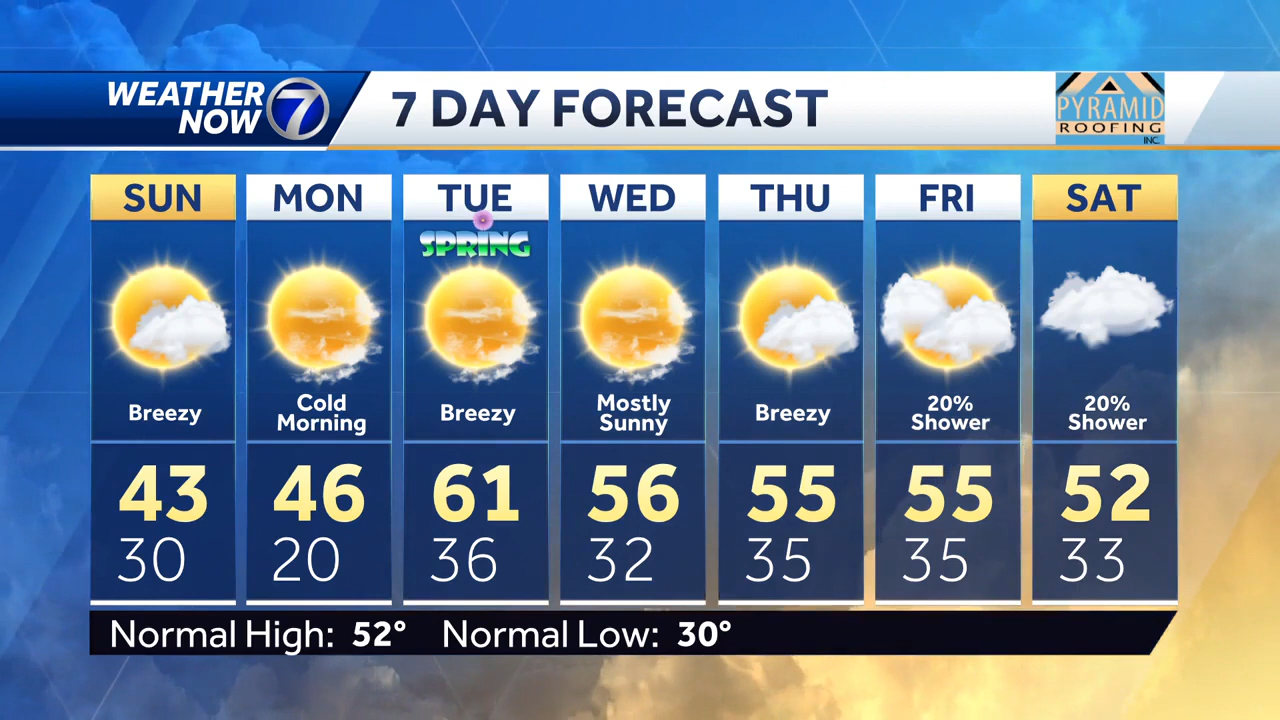 WEATHER
NOW 7
7 DAY FORECAST
PYRAMID
ROOFING
INC.
SUN MON TUE WED THU FRI SAT
SPRING
Breezy
Cold
Morning
Breezy
Mostly
Sunny
Breezy
20%
Shower
20%
Shower
43 46 61 56 55 55 52
30 20 36 32 35 35 33
Normal High: 52° Normal Low: 30°